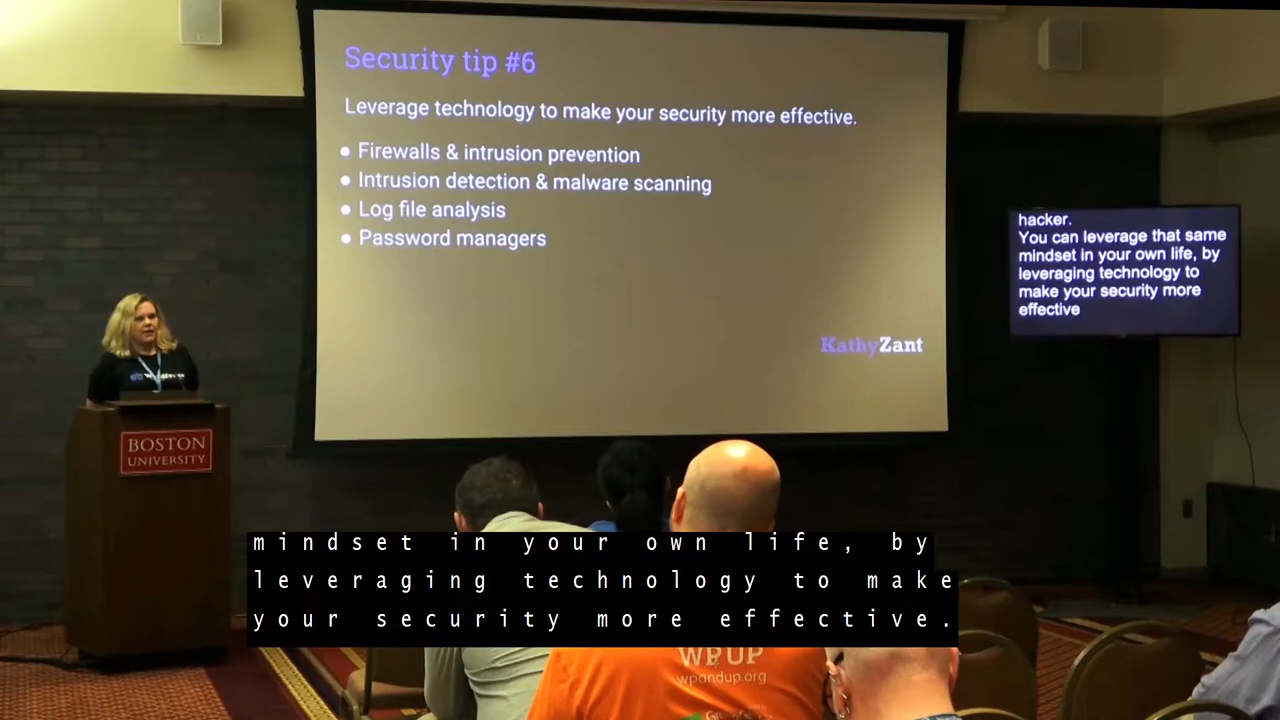 Security tip #6
Leverage technology to make your security more effective.
● Firewalls & intrusion prevention
● Intrusion detection & malware scanning
● Log file analysis
● Password managers
KathyZant
hacker.
You can leverage that same
mindset in your own life, by
leveraging technology to
make your security more
effective
BOSTON
UNIVERSITY
mindset in your own life, by
leveraging technology to make
your security more effective.
WP UP
wpandup.org